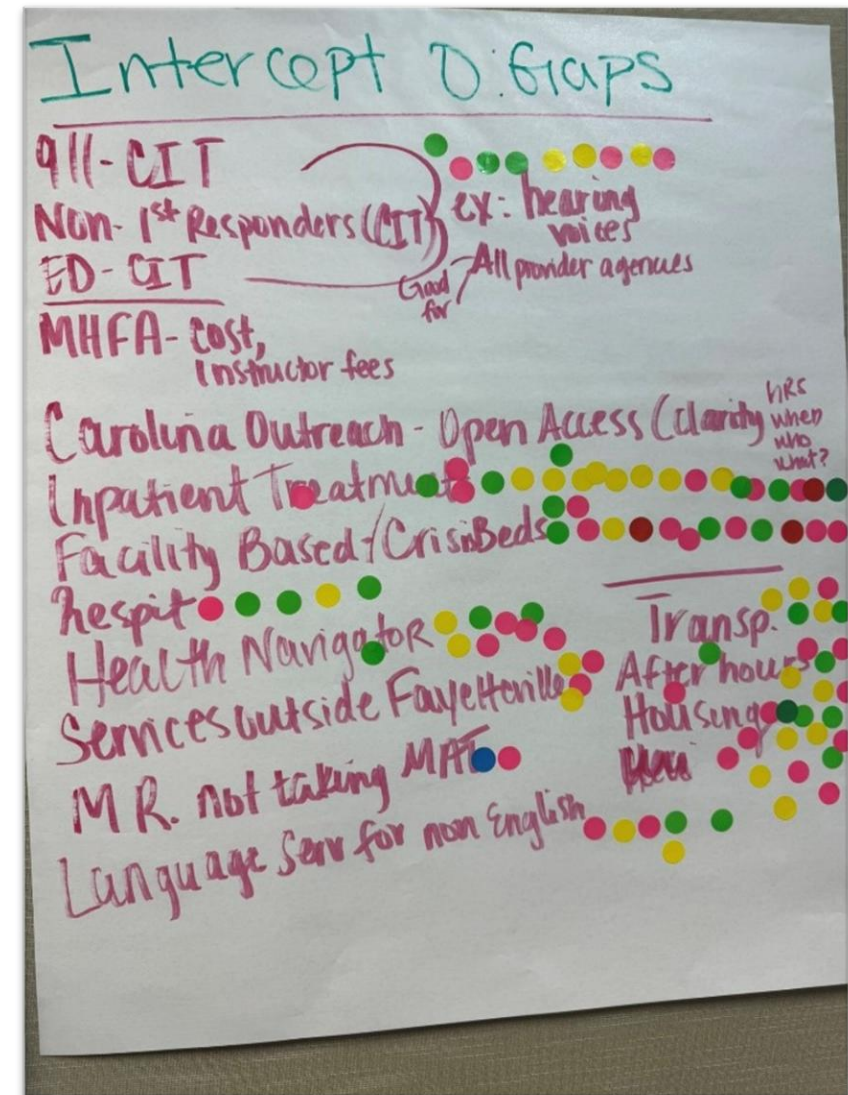 Intercept 0: Gaps
911-CIT
Non-1st Responders (CIT)
ex: hearing
voices
ED-CIT
Good
for
All provider agencues
MHFA- cost,
Instructor fees
Carolina Outreach - Open Access (clarity
HRS
when
who
what?
Inpatient Treatment
Facility Based/Crisis Beds
respit
Health Navigator
Services outside Fayetteville
M R. not taking MAT
Language Serv for non English
Transp.
After hours
Housing